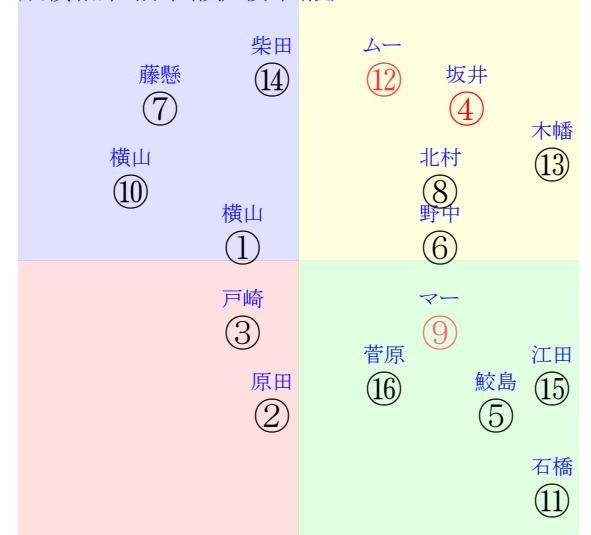 柴田 ムー
⑭ ⑫
藤懸 坂井
⑦ ④
木幡
⑬
横山 北村
⑩ ⑧
横山 野中
① ⑥
戸崎 マー
③ ⑨
菅原 江田
⑯ ⑮
原田 鮫島
② ⑤
石橋
⑪